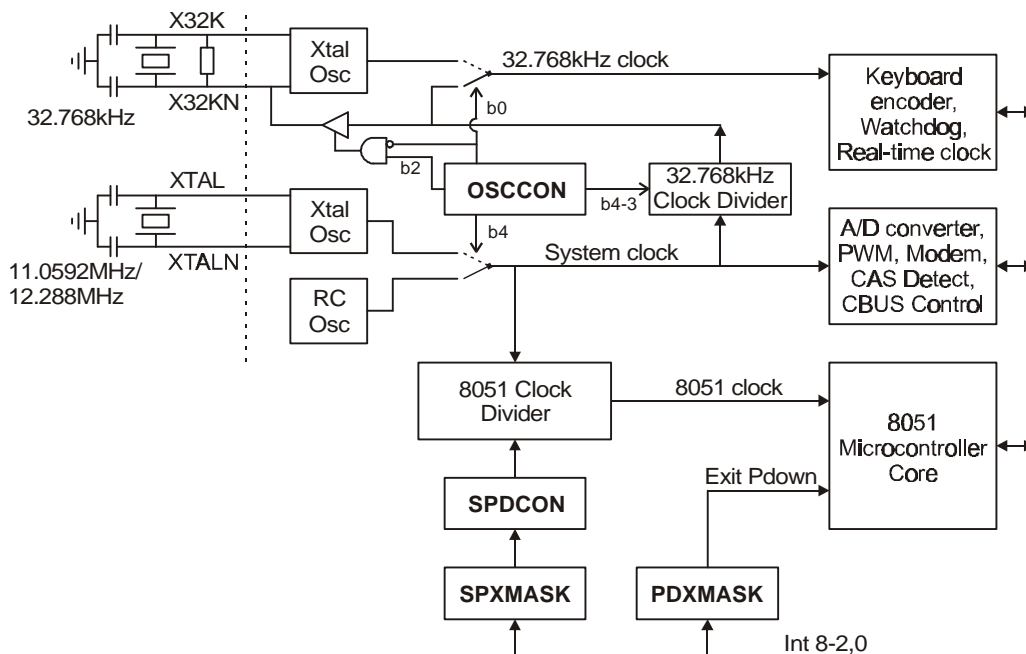 X32K
Xtal
Osc
32.768kHz clock
Keyboard
encoder,
Watchdog,
Real-time clock
X32KN
32.768kHz
b0
b2
OSCCON
b4-3
32.768kHz
Clock Divider
XTAL
Xtal
Osc
b4
System clock
A/D converter,
PWM, Modem,
CAS Detect,
CBUS Control
XTALN
11.0592MHz/
12.288MHz
RC
Osc
8051 Clock
Divider
8051 clock
8051
Microcontroller
Core
Exit Pdown
SPDCON
SPXMASK
PDXMASK
Int 8-2,0